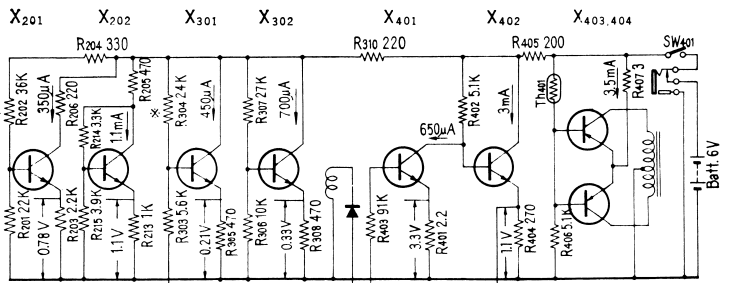 X201 X202 X301 X302 X401 X402 X403,404
R204 330 R310 220 R405 200 SW401
R202 36K 350μA R206 220 R214 3.3K 1.1mA R205 470 ※ R304 2.4K 450μA R307 27K 700μA 650μA R402 5.1K 3mA Th401 3.5mA R407 3
Batt. 6V
R201 22K 0.78V R203 2.2K R215 3.9K 1.1V R213 1K R303 5.6K 0.21V R305 470 R306 10K 0.33V R308 470 R403 91K 3.3V R401 2.2 1.1V R404 270 R406 5.1K